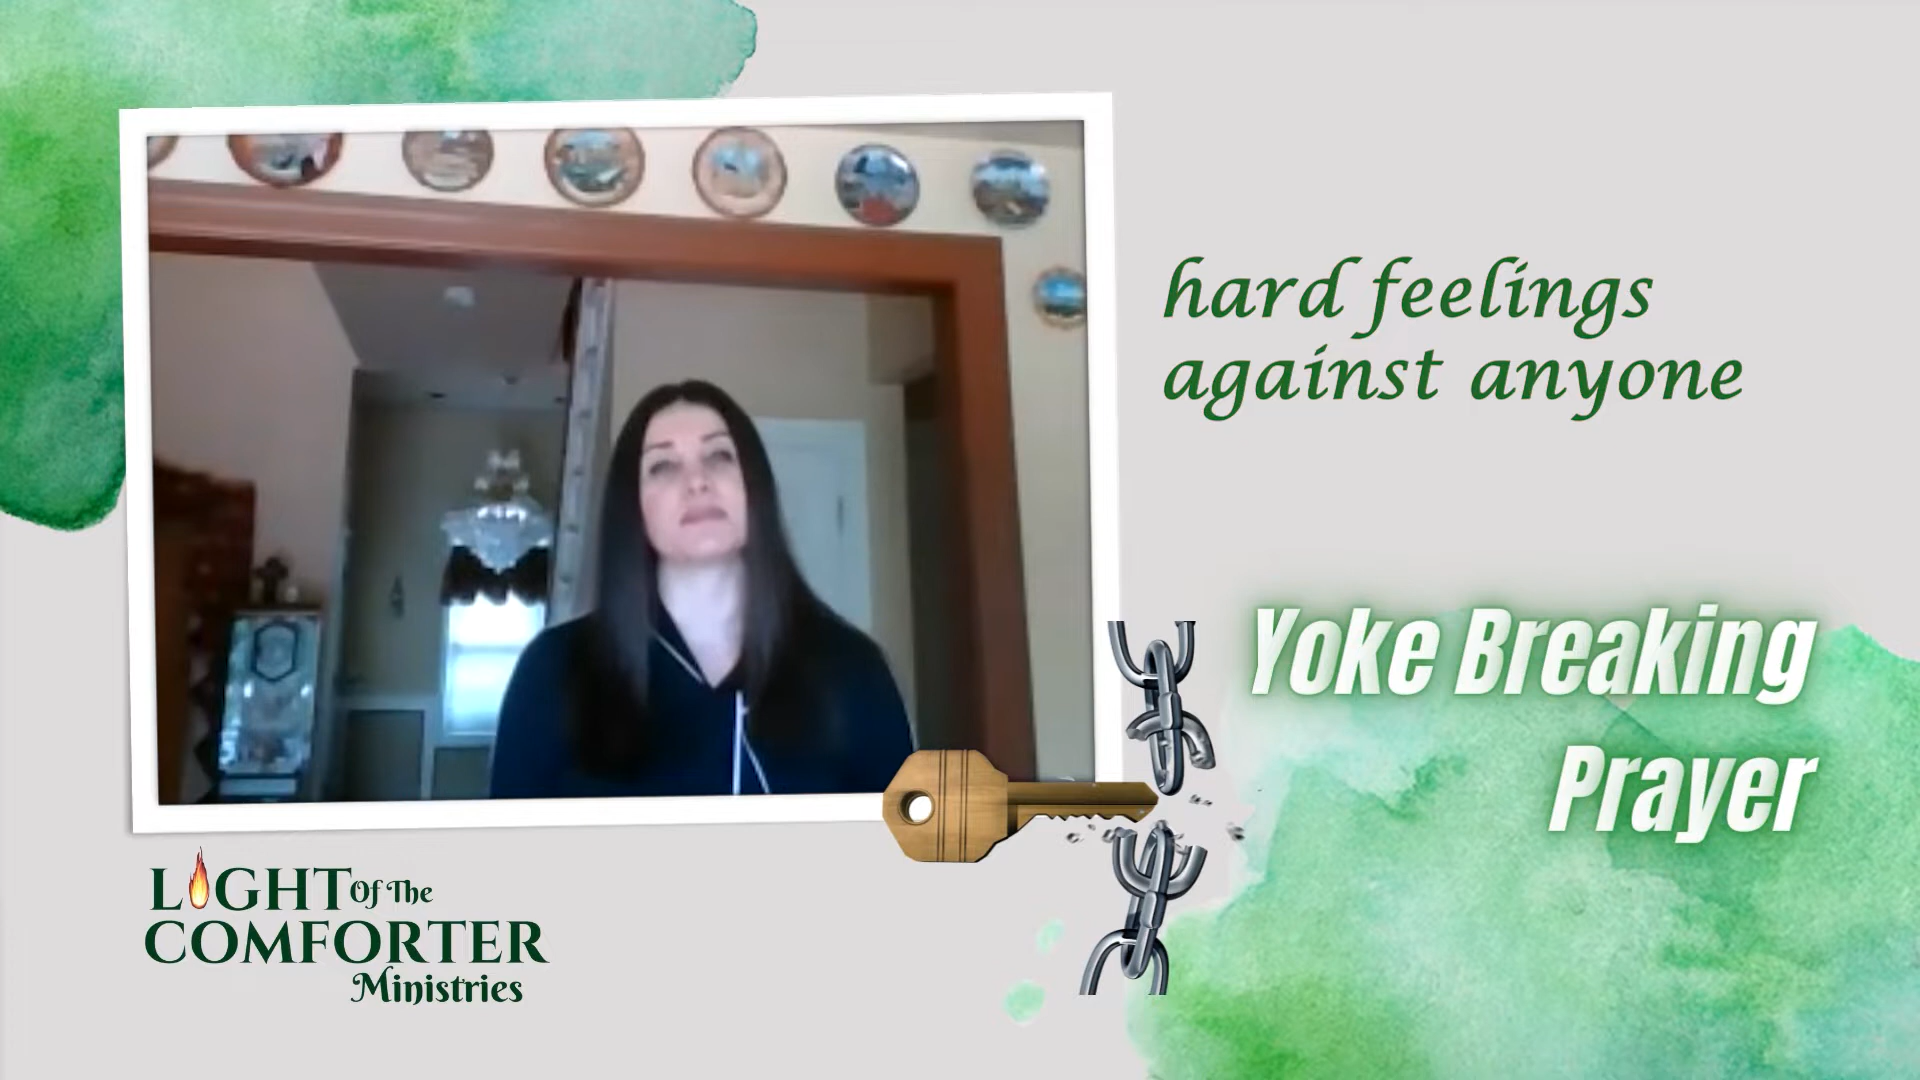 hard feelings
against anyone
Yoke Breaking
Prayer
LIGHT Of The
COMFORTER
Ministries